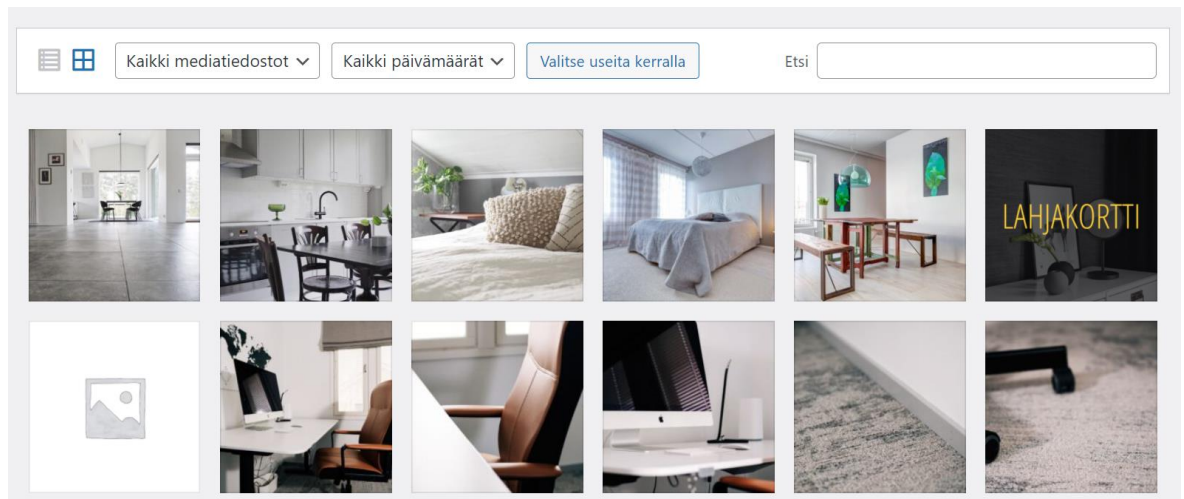 Kaikki mediatiedostot
Kaikki päivämäärät
Valitse useita kerralla
Etsi
LAHJAKORTTI